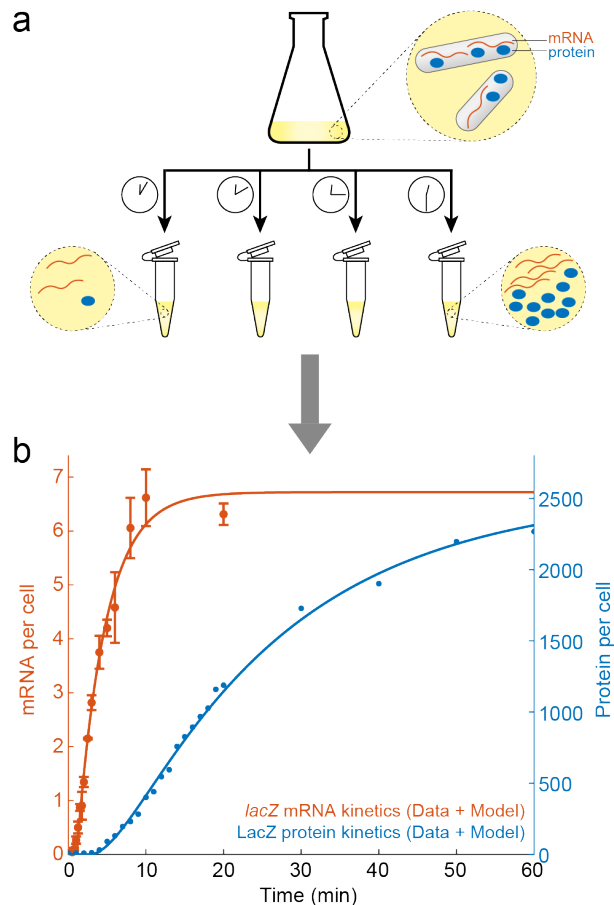 a
mRNA
protein
b
7
6
5
4
3
2
1
0
mRNA per cell
2500
2000
1500
1000
500
0
Protein per cell
lacZ mRNA kinetics (Data + Model)
LacZ protein kinetics (Data + Model)
0 10 20 30 40 50 60
Time (min)